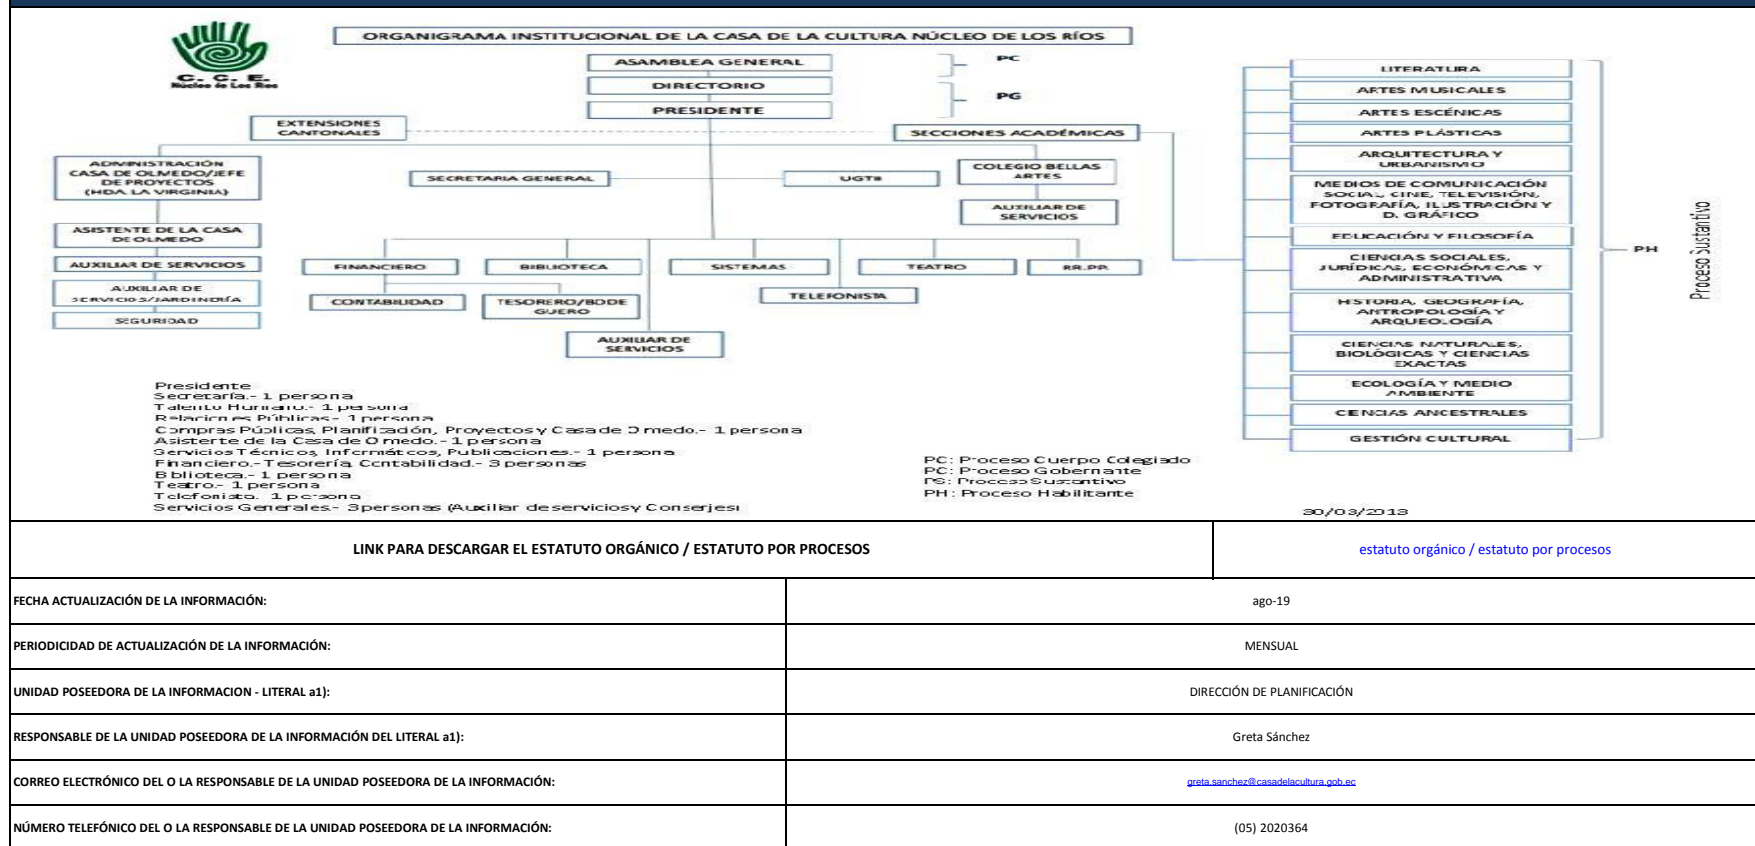 C. C. E.
Núcleo de Los Rios
ORGANIGRAMA INSTITUCIONAL DE LA CASA DE LA CULTURA NÚCLEO DE LOS RÍOS
ASAMBLEA GENERAL
PC
DIRECTORIO
PG
PRESIDENTE
EXTENSIONES
CANTONALES
SECCIONES ACADÉMICAS
ADMINISTRACIÓN
CASA DE OLMEDO/JEFE
DE PROYECTOS
(HDA. LA VIRGINIA)
SECRETARIA GENERAL
UGTH
COLEGIO BELLAS
ARTES
AUXILIAR DE
SERVICIOS
ASISTENTE DE LA CASA
DE OLMEDO
AUXILIAR DE SERVICIOS
AUXILIAR DE
SERVICIOS/JARDINERÍA
SEGURIDAD
FINANCIERO
BIBLIOTECA
SISTEMAS
TEATRO
RR.PP.
CONTABILIDAD
TESORERO/BODE
GUERO
TELEFONISTA
AUXILIAR DE
SERVICIOS
LITERATURA
ARTES MUSICALES
ARTES ESCÉNICAS
ARTES PLÁSTICAS
ARQUITECTURA Y
URBANISMO
MEDIOS DE COMUNICACIÓN
SOCIAL, CINE, TELEVISIÓN,
FOTOGRAFÍA, ILUSTRACIÓN Y
D. GRÁFICO
EDUCACIÓN Y FILOSOFÍA
CIENCIAS SOCIALES,
JURÍDICAS, ECONÓMICAS Y
ADMINISTRATIVA
HISTORIA, GEOGRAFÍA,
ANTROPOLOGÍA Y
ARQUEOLOGÍA
CIENCIAS NATURALES,
BIOLÓGICAS Y CIENCIAS
EXACTAS
ECOLOGÍA Y MEDIO
AMBIENTE
CIENCIAS ANCESTRALES
GESTIÓN CULTURAL
PH
Proceso Sustantivo
Presidente
Secretaría.- 1 persona
Talento Humano.- 1 persona
Relaciones Públicas.- 1 persona
Compras Públicas, Planificación, Proyectos y Casa de Olmedo.- 1 persona
Asistente de la Casa de Olmedo.- 1 persona
Servicios Técnicos, Informáticos, Publicaciones.- 1 persona
Financiero.- Tesorería, Contabilidad.- 3 personas
Biblioteca.- 1 persona
Teatro.- 1 persona
Telefonista. 1 persona
Servicios Generales.- 3 personas (Auxiliar de servicios y Conserjes)
PC: Proceso Cuerpo Colegiado
PC: Proceso Gobernante
PS: Proceso Sustantivo
PH: Proceso Habilitante
LINK PARA DESCARGAR EL ESTATUTO ORGÁNICO / ESTATUTO POR PROCESOS
estatuto orgánico / estatuto por procesos
FECHA ACTUALIZACIÓN DE LA INFORMACIÓN:
ago-19
PERIODICIDAD DE ACTUALIZACIÓN DE LA INFORMACIÓN:
MENSUAL
UNIDAD POSEEDORA DE LA INFORMACION - LITERAL a1):
DIRECCIÓN DE PLANIFICACIÓN
RESPONSABLE DE LA UNIDAD POSEEDORA DE LA INFORMACIÓN DEL LITERAL a1):
Greta Sánchez
CORREO ELECTRÓNICO DEL O LA RESPONSABLE DE LA UNIDAD POSEEDORA DE LA INFORMACIÓN:
greta.sanchez@casadelacultura.gob.ec
NÚMERO TELEFÓNICO DEL O LA RESPONSABLE DE LA UNIDAD POSEEDORA DE LA INFORMACIÓN:
(05) 2020364